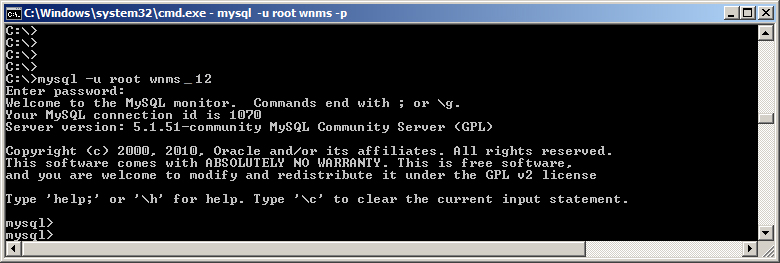 C:\Windows\system32\cmd.exe - mysql -u root wnms -p
C:\>
C:\>
C:\>
C:\>
C:\>mysql -u root wnms_12
Enter password:
Welcome to the MySQL monitor.  Commands end with ; or \g.
Your MySQL connection id is 1070
Server version: 5.1.51-community MySQL Community Server (GPL)
Copyright (c) 2000, 2010, Oracle and/or its affiliates. All rights reserved.
This software comes with ABSOLUTELY NO WARRANTY. This is free software,
and you are welcome to modify and redistribute it under the GPL v2 license
Type 'help;' or '\h' for help. Type '\c' to clear the current input statement.
mysql>
mysql>